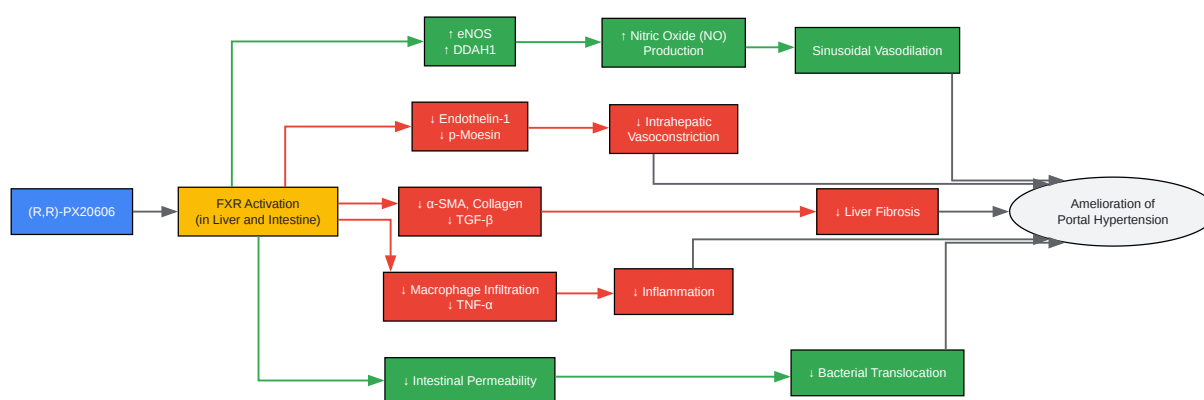 ↑ eNOS
↑ DDAH1
↑ Nitric Oxide (NO)
Production
Sinusoidal Vasodilation
↓ Endothelin-1
↓ p-Moesin
↓ Intrahepatic
Vasoconstriction
(R,R)-PX20606
FXR Activation
(in Liver and Intestine)
↓ α-SMA, Collagen
↓ TGF-β
↓ Liver Fibrosis
Amelioration of
Portal Hypertension
↓ Macrophage Infiltration
↓ TNF-α
↓ Inflammation
↓ Intestinal Permeability
↓ Bacterial Translocation